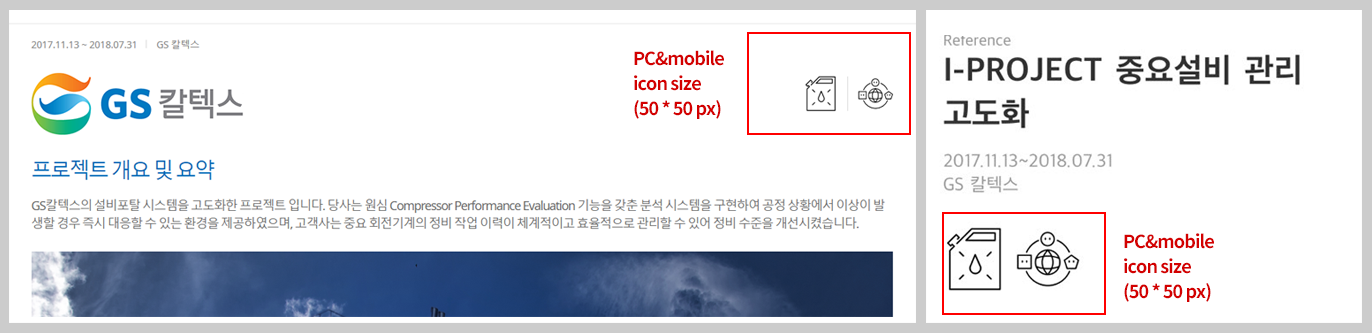 2017.11.13 ~ 2018.07.31 | GS 칼텍스
PC&mobile
icon size
(50 * 50 px)
GS 칼텍스
프로젝트 개요 및 요약
GS칼텍스의 설비포탈 시스템을 고도화한 프로젝트 입니다. 당사는 원심 Compressor Performance Evaluation 기능을 갖춘 분석 시스템을 구현하여 공정 상황에서 이상이 발
생할 경우 즉시 대응할 수 있는 환경을 제공하였으며, 고객사는 중요 회전기계의 정비 작업 이력이 체계적이고 효율적으로 관리할 수 있어 정비 수준을 개선시켰습니다.
Reference
I-PROJECT 중요설비 관리
고도화
2017.11.13~2018.07.31
GS 칼텍스
PC&mobile
icon size
(50 * 50 px)